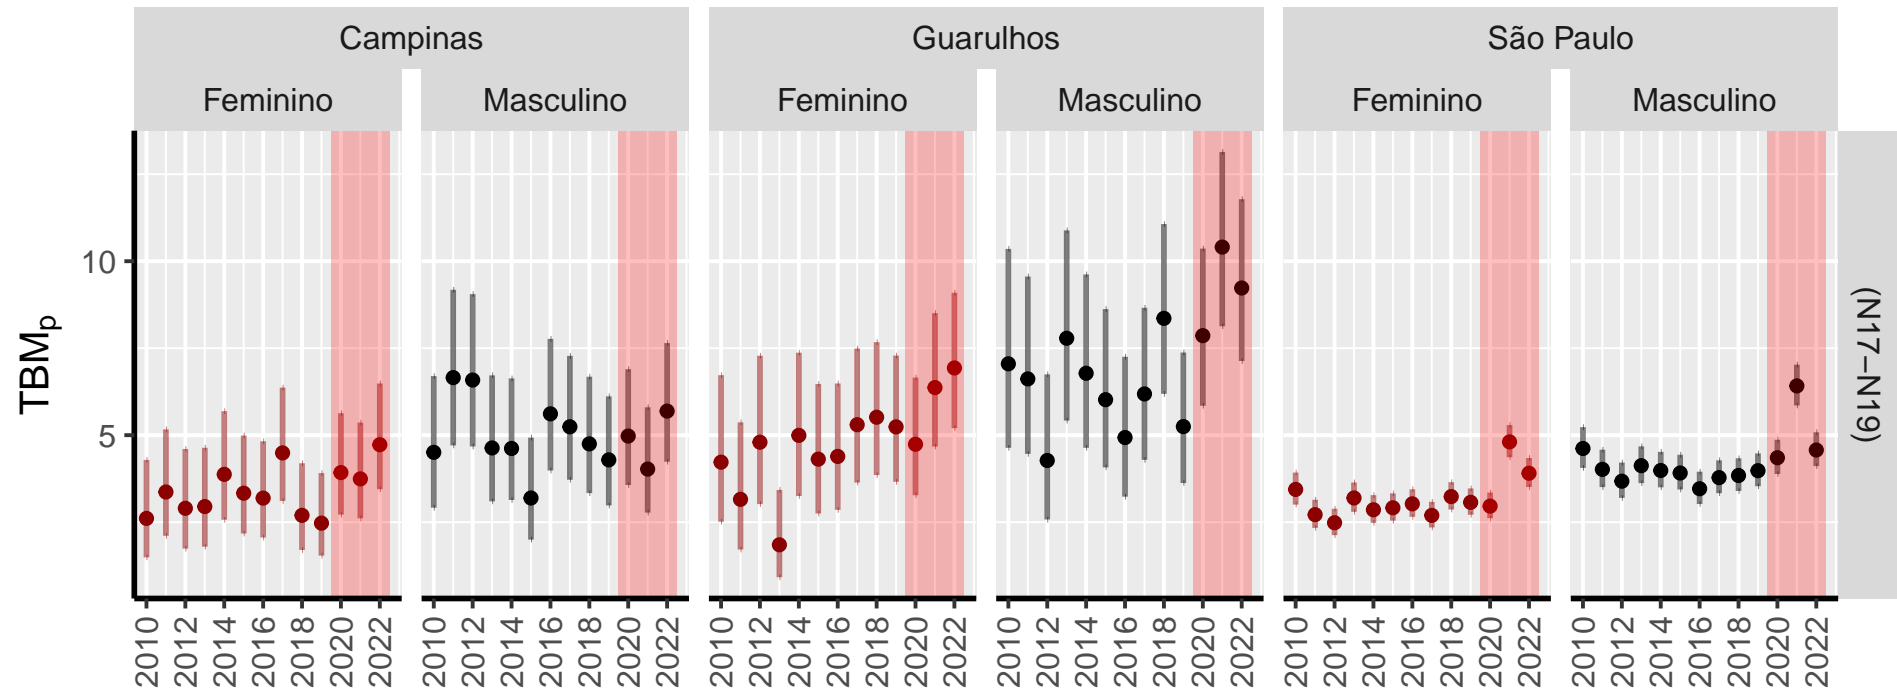 Campinas Guarulhos São Paulo
Feminino Masculino Feminino Masculino Feminino Masculino
TBMp
10
5
(N17−N19)
2010 2012 2014 2016 2018 2020 2022 2010 2012 2014 2016 2018 2020 2022 2010 2012 2014 2016 2018 2020 2022 2010 2012 2014 2016 2018 2020 2022 2010 2012 2014 2016 2018 2020 2022 2010 2012 2014 2016 2018 2020 2022